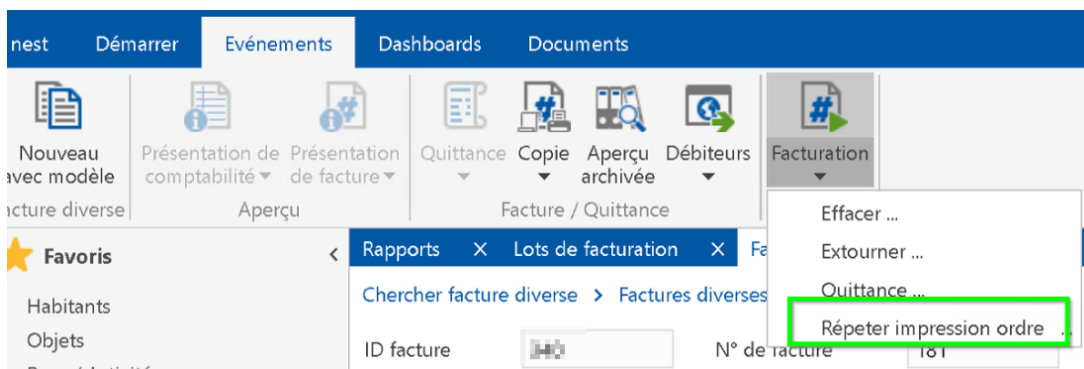 nest Démarrer Evénements Dashboards Documents
Nouveau Présentation de Présentation Quittance Copie Aperçu Débiteurs Facturation
avec modèle comptabilité de facture archivée
acture diverse Aperçu Facture / Quittance
Effacer ...
Favoris < Rapports X Lots de facturation X Fa
Extourner ...
Chercher facture diverse > Factures diverses
Quittance ...
Habitants
Répeter impression ordre ...
Objets ID facture N° de facture 181